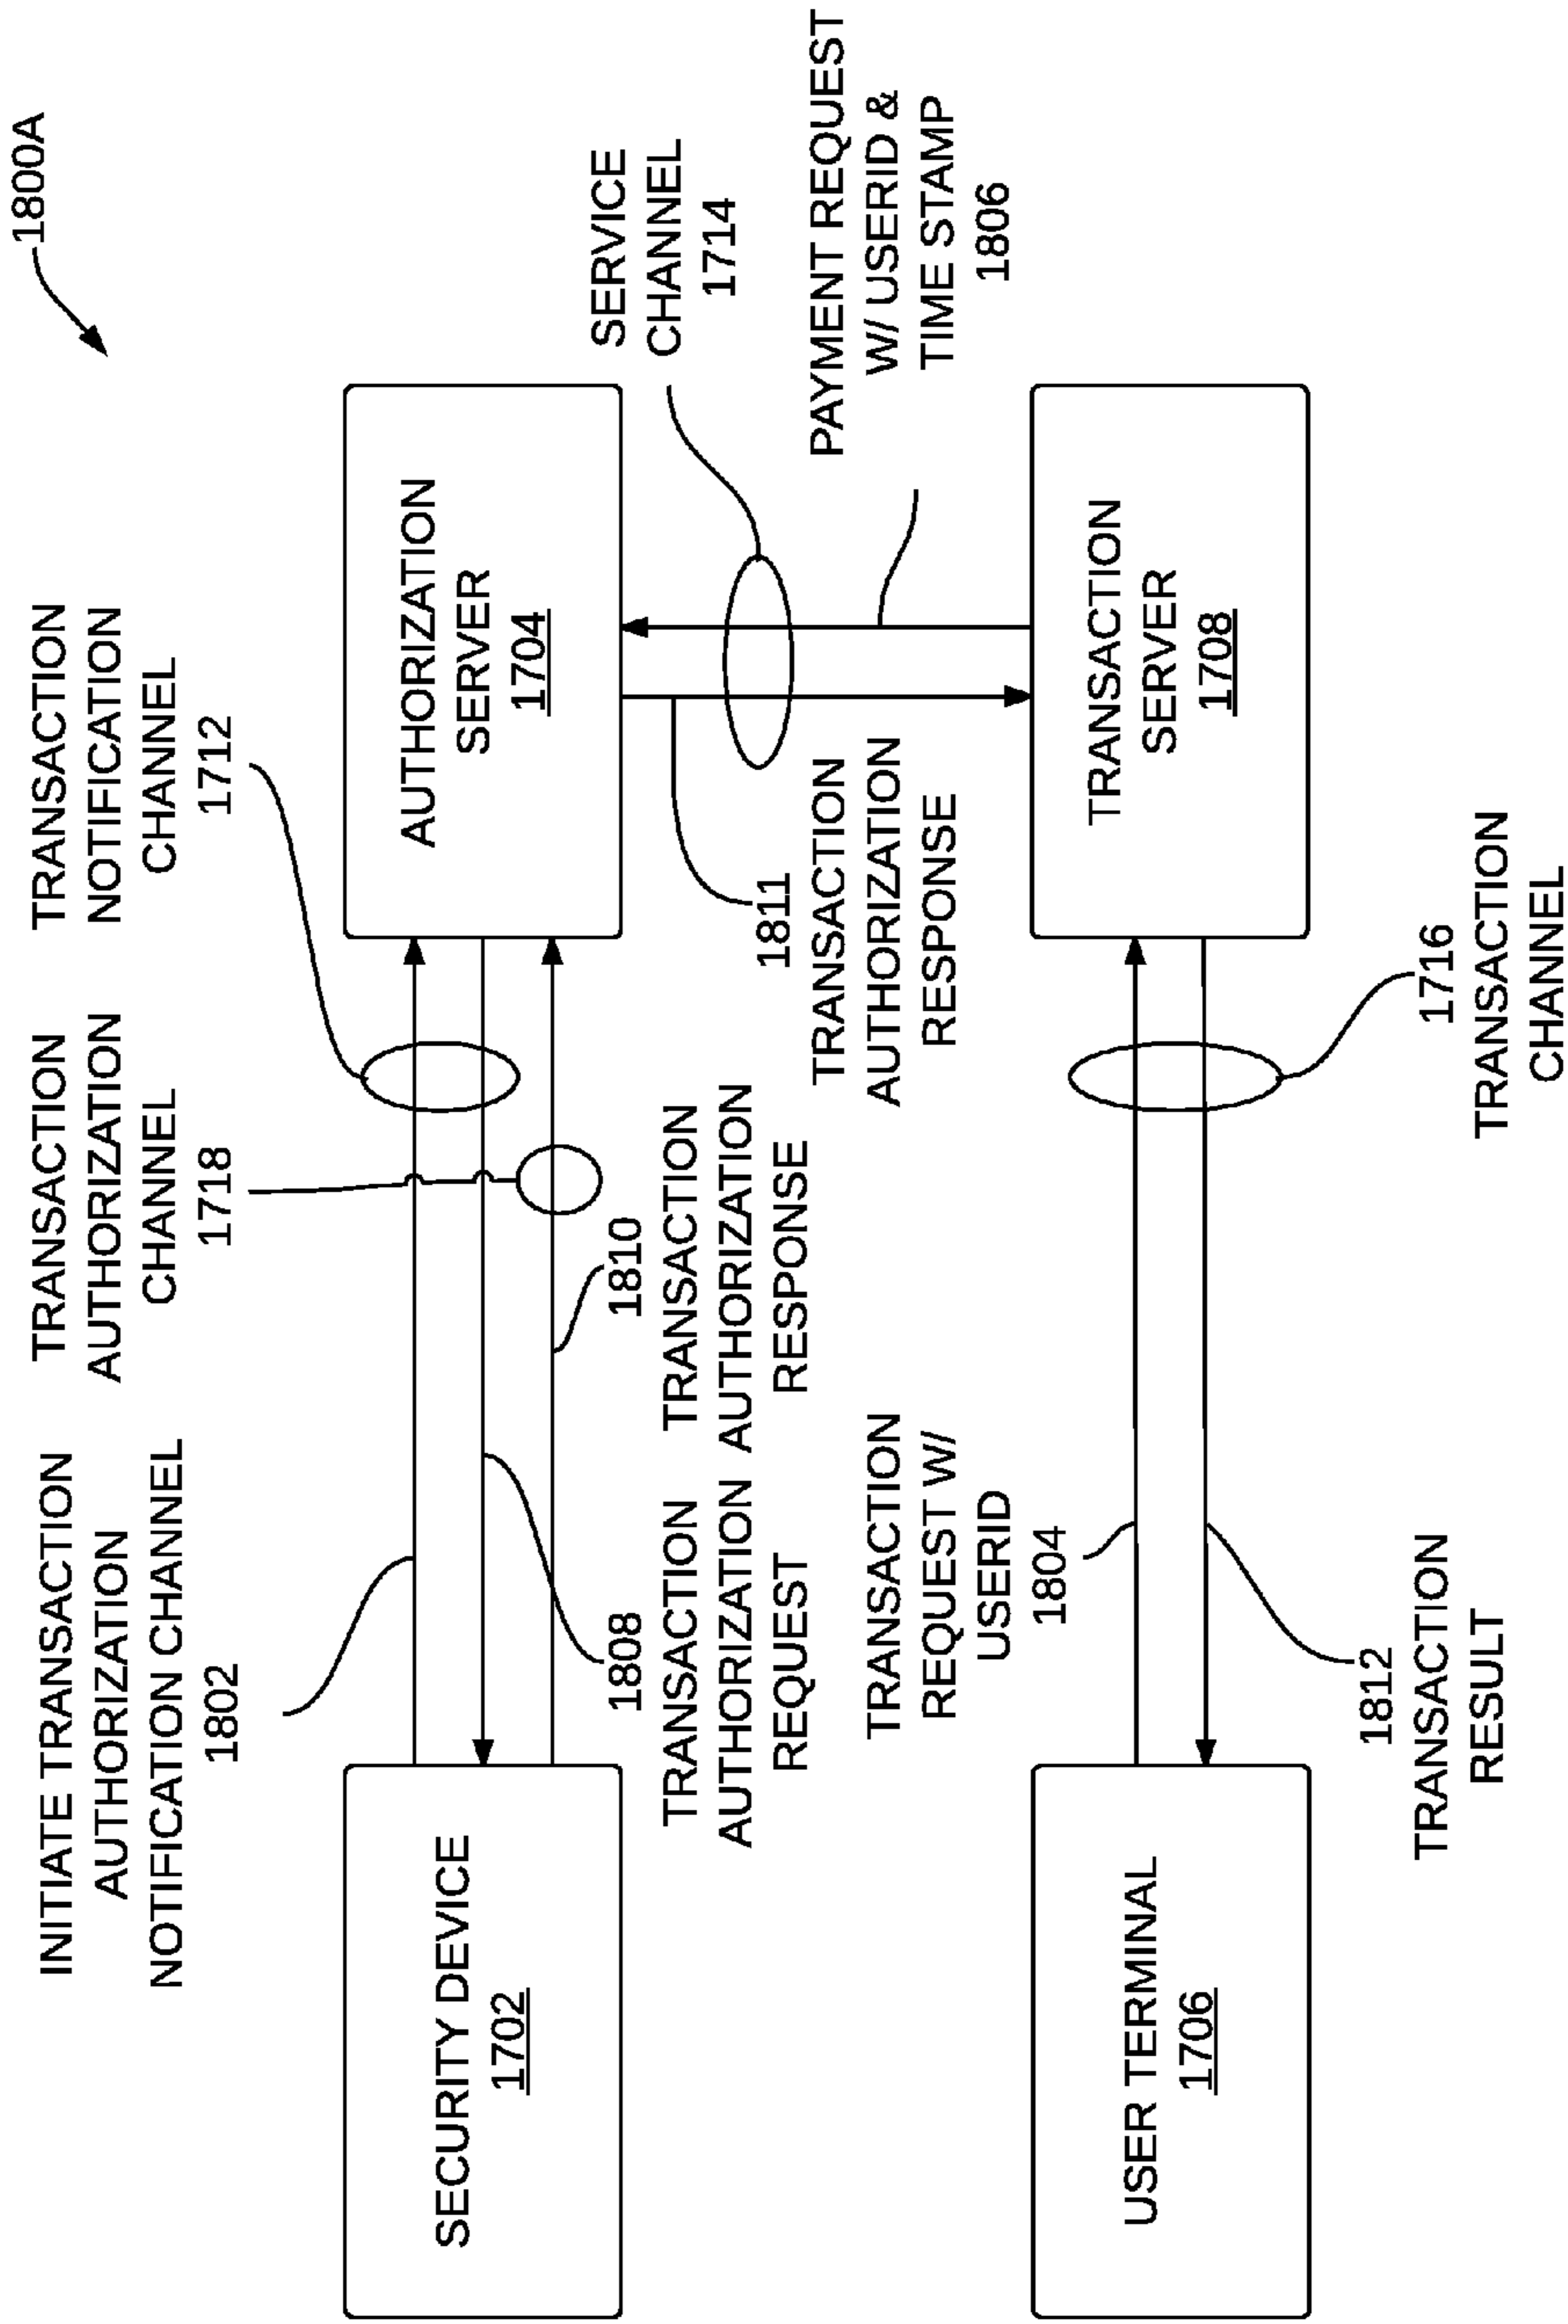 1800A
INITIATE TRANSACTION
AUTHORIZATION
NOTIFICATION CHANNEL
1802
TRANSACTION
AUTHORIZATION
CHANNEL
1718
TRANSACTION
NOTIFICATION
CHANNEL
1712
SECURITY DEVICE
1702
AUTHORIZATION
SERVER
1704
SERVICE
CHANNEL
1714
1808
TRANSACTION
AUTHORIZATION
REQUEST
1810
TRANSACTION
AUTHORIZATION
RESPONSE
1811
TRANSACTION
AUTHORIZATION
RESPONSE
PAYMENT REQUEST
W/ USERID &
TIME STAMP
1806
TRANSACTION
REQUEST W/
USERID
1804
USER TERMINAL
1706
TRANSACTION
SERVER
1708
1812
TRANSACTION
RESULT
1716
TRANSACTION
CHANNEL